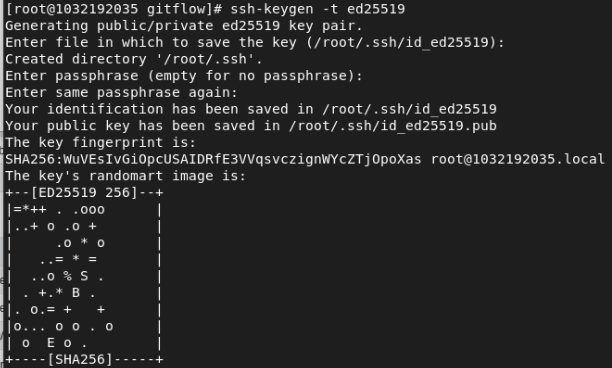 [root@1032192035 gitflow]# ssh-keygen -t ed25519
Generating public/private ed25519 key pair.
Enter file in which to save the key (/root/.ssh/id_ed25519):
Created directory '/root/.ssh'.
Enter passphrase (empty for no passphrase):
Enter same passphrase again:
Your identification has been saved in /root/.ssh/id_ed25519
Your public key has been saved in /root/.ssh/id_ed25519.pub
The key fingerprint is:
SHA256:WuVEsIvGiOpcUSAIDRfE3VVqsvczignWYcZTjOpoXas root@1032192035.local
The key's randomart image is:
+--[ED25519 256]--+
|=*++ . .ooo      |
|..+ o .o +       |
|      .o * o     |
|    ..= * =      |
|   ..o % S .     |
|  . +.* B .      |
|. o.= +   +      |
|o... o o . o     |
| o  E o .        |
+----[SHA256]-----+